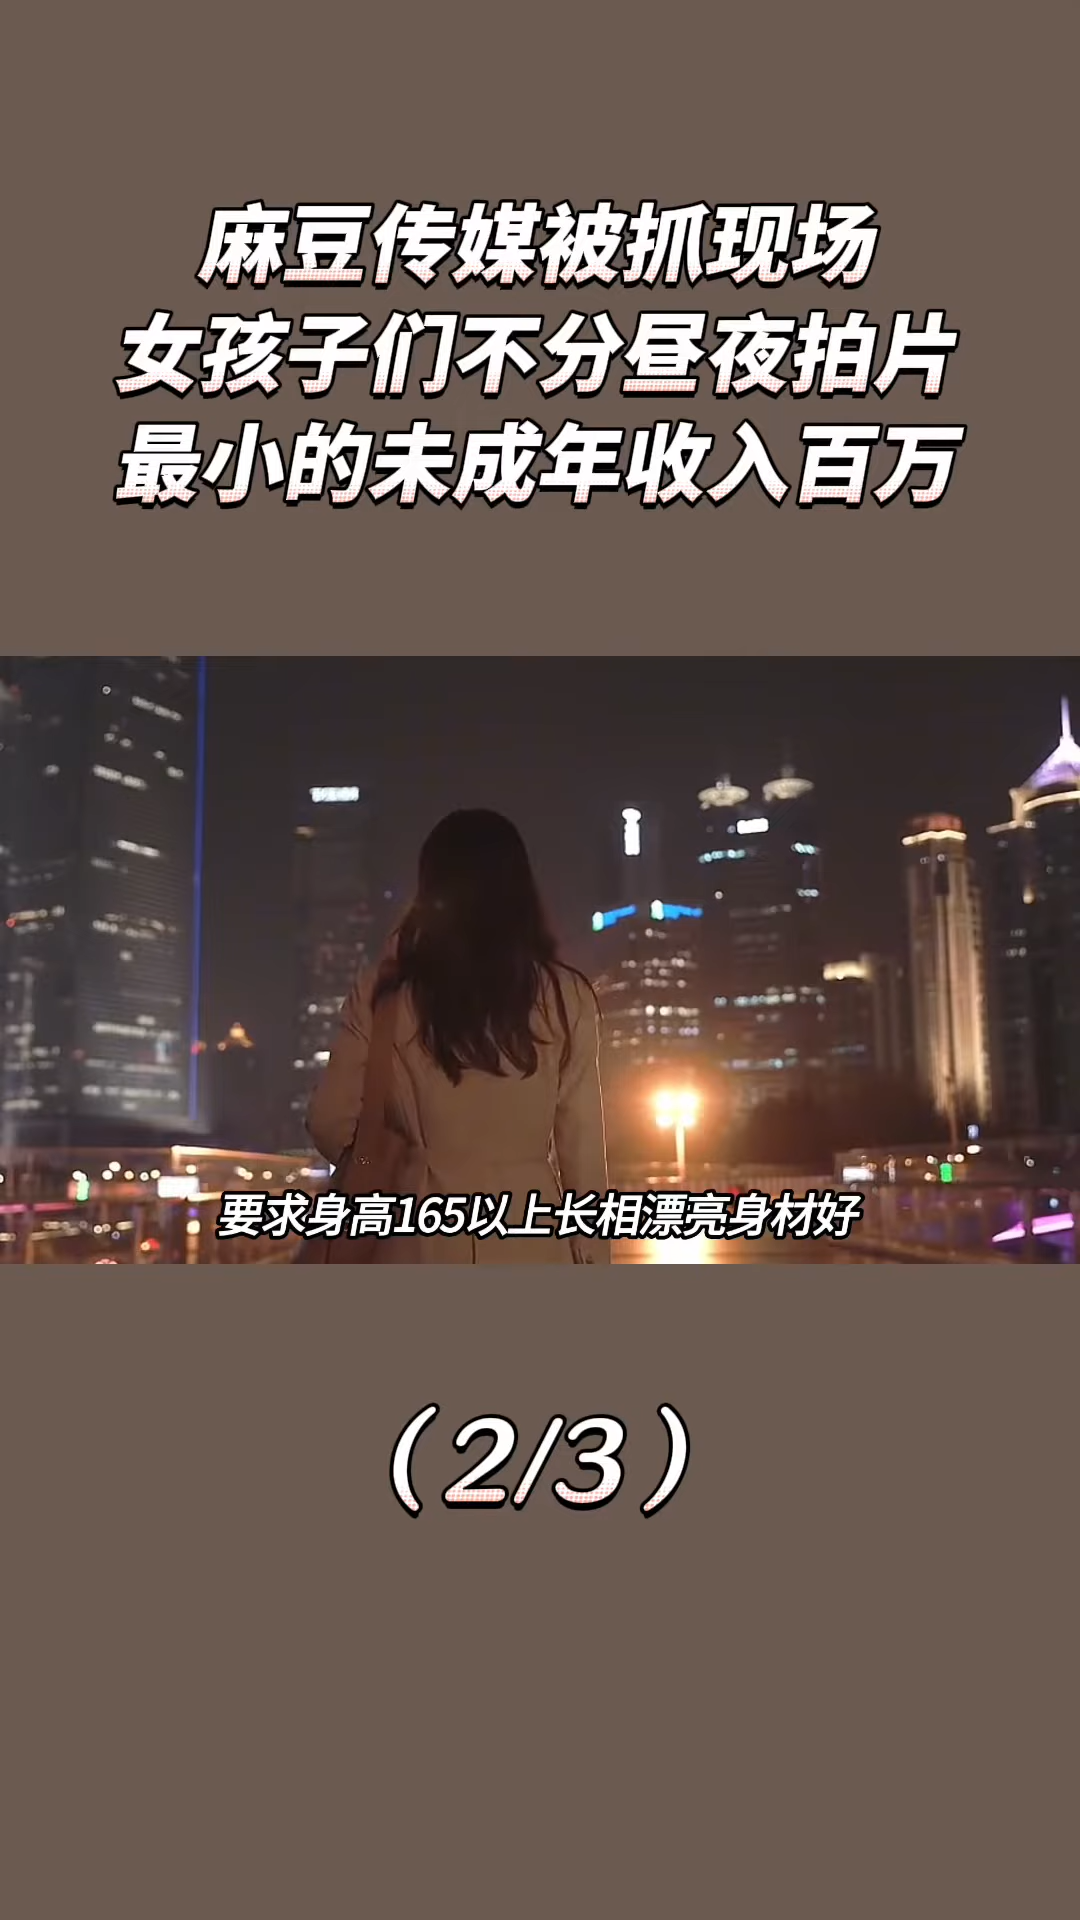 麻豆传媒被抓现场
女孩子们不分昼夜拍片
最小的未成年收入百万
要求身高165以上长相漂亮身材好
（2/3）